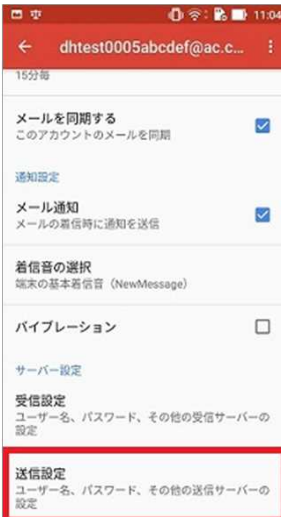 11:04
dhtest0005abcdef@ac.c...
15分毎
メールを同期する
このアカウントのメールを同期
通知設定
メール通知
メールの着信時に通知を送信
着信音の選択
端末の基本着信音（NewMessage）
バイブレーション
サーバー設定
受信設定
ユーザー名、パスワード、その他の受信サーバーの
設定
送信設定
ユーザー名、パスワード、その他の送信サーバーの
設定